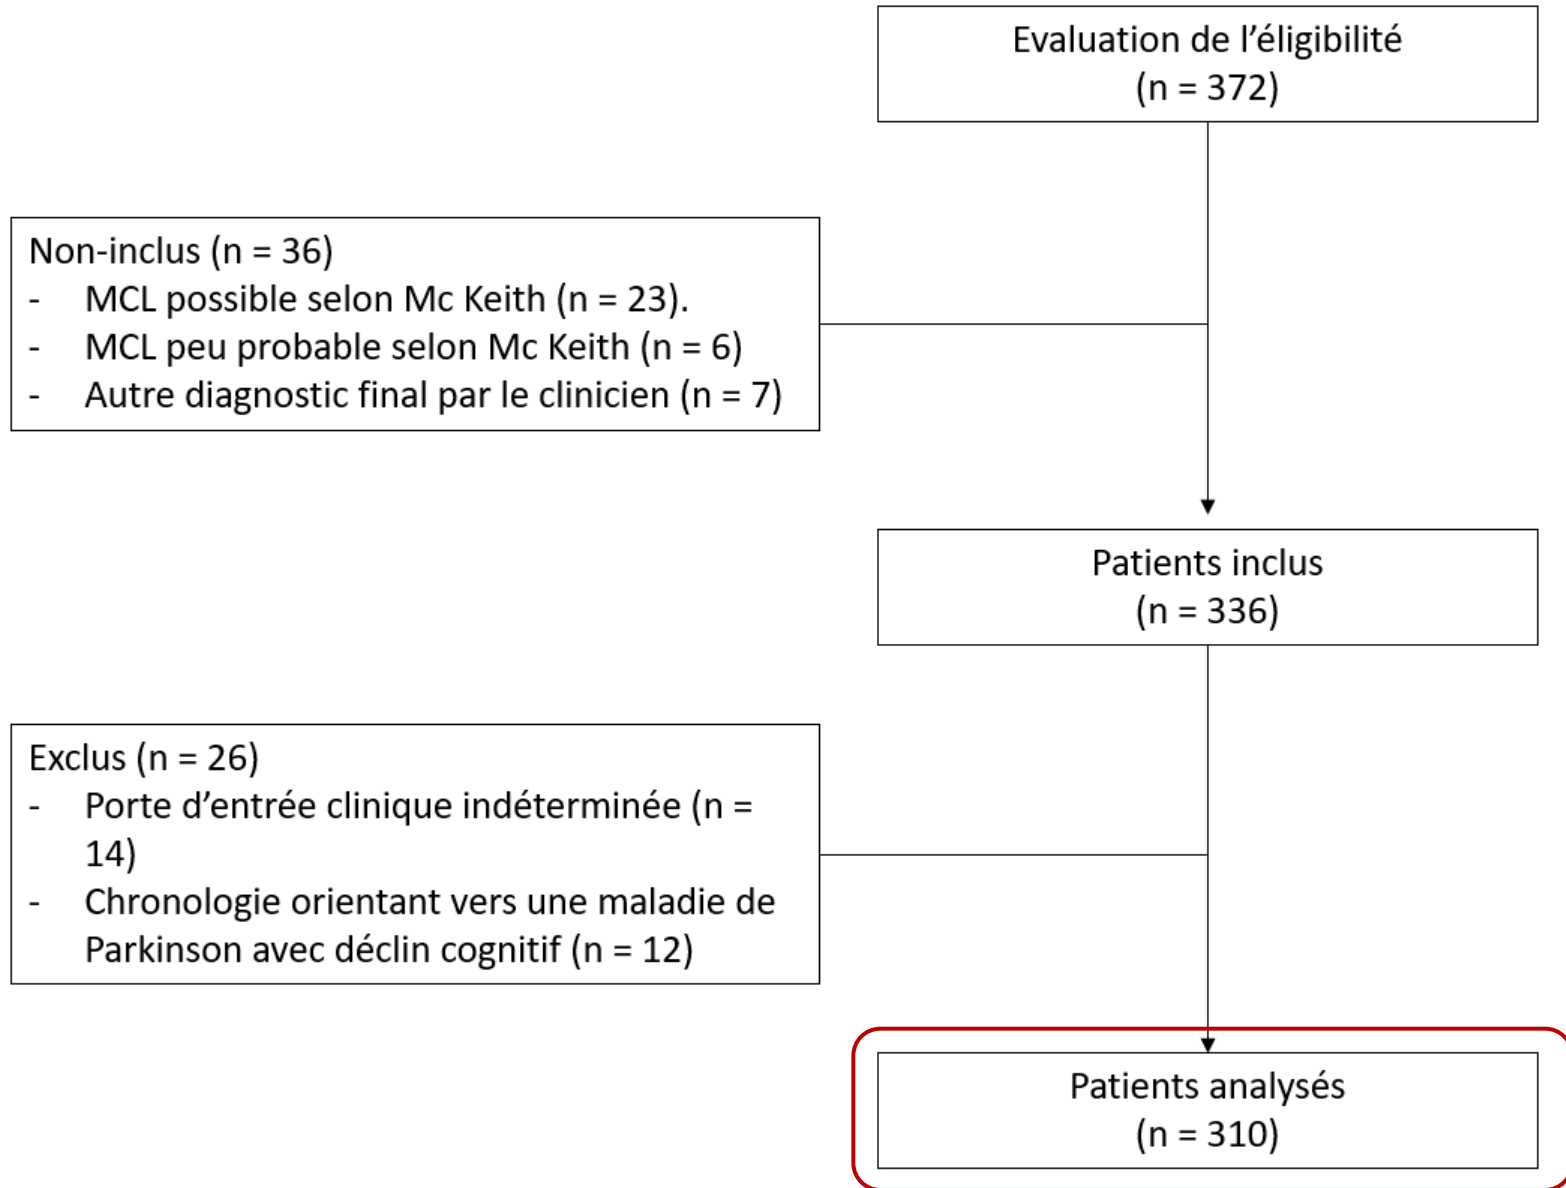 Evaluation de l’éligibilité
(n = 372)
Non-inclus (n = 36)
- MCL possible selon Mc Keith (n = 23).
- MCL peu probable selon Mc Keith (n = 6)
- Autre diagnostic final par le clinicien (n = 7)
Patients inclus
(n = 336)
Exclus (n = 26)
- Porte d’entrée clinique indéterminée (n =
14)
- Chronologie orientant vers une maladie de
Parkinson avec déclin cognitif (n = 12)
Patients analysés
(n = 310)